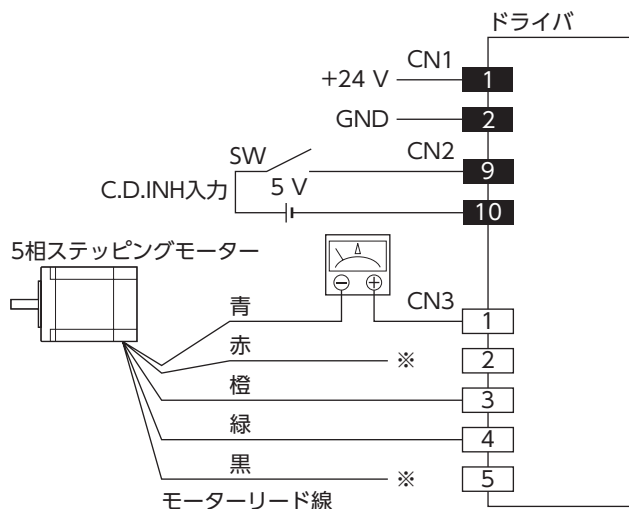 ドライバ
CN1
+24 V
1
GND
2
CN2
SW
9
5 V
C.D.INH入力
10
5相ステッピングモーター
A
− +
CN3
青
1
赤
※
2
橙
3
緑
4
黒
※
5
モーターリード線